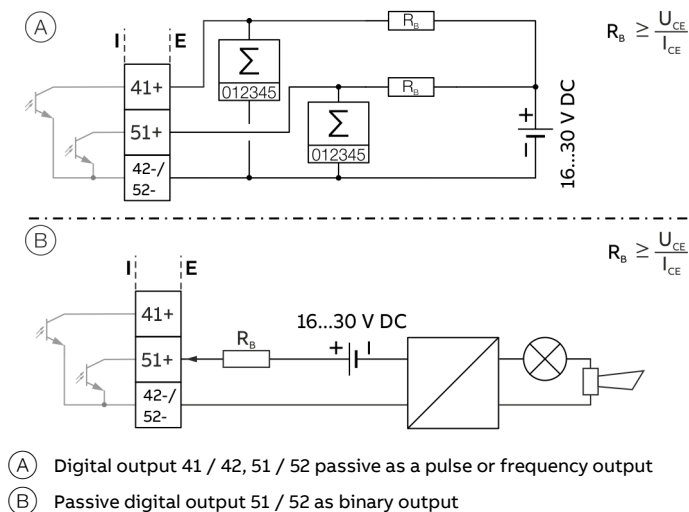 A
I E
R_B
R_B ≥ U_CE / I_CE
Σ
012345
41+
R_B
51+
Σ
012345
+
−
16...30 V DC
42-/
52-
B
R_B ≥ U_CE / I_CE
I E
41+
16...30 V DC
R_B
+ −
51+
42-/
52-
A Digital output 41 / 42, 51 / 52 passive as a pulse or frequency output
B Passive digital output 51 / 52 as binary output